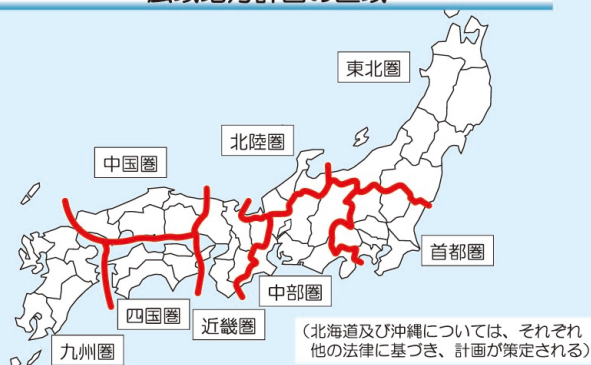 東北圏
北陸圏
中国圏
首都圏
中部圏
四国圏
近畿圏
九州圏
（北海道及び沖縄については、それぞれ
他の法律に基づき、計画が策定される）